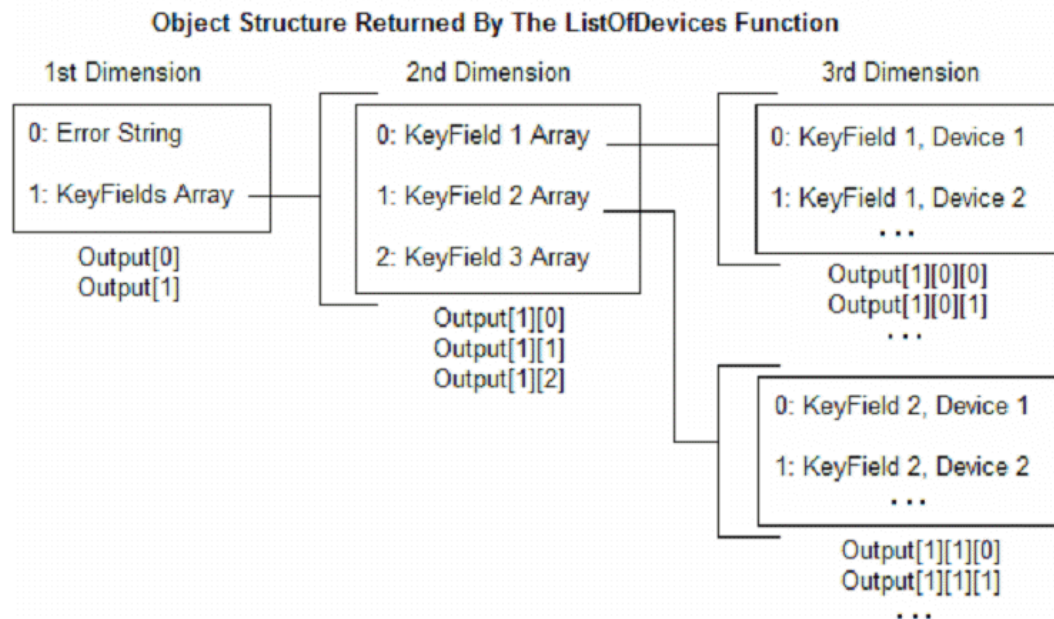 Object Structure Returned By The ListOfDevices Function
1st Dimension
0: Error String
1: KeyFields Array
Output[0]
Output[1]
2nd Dimension
0: KeyField 1 Array
1: KeyField 2 Array
2: KeyField 3 Array
Output[1][0]
Output[1][1]
Output[1][2]
3rd Dimension
0: KeyField 1, Device 1
1: KeyField 1, Device 2
...
Output[1][0][0]
Output[1][0][1]
...
0: KeyField 2, Device 1
1: KeyField 2, Device 2
...
Output[1][1][0]
Output[1][1][1]
...